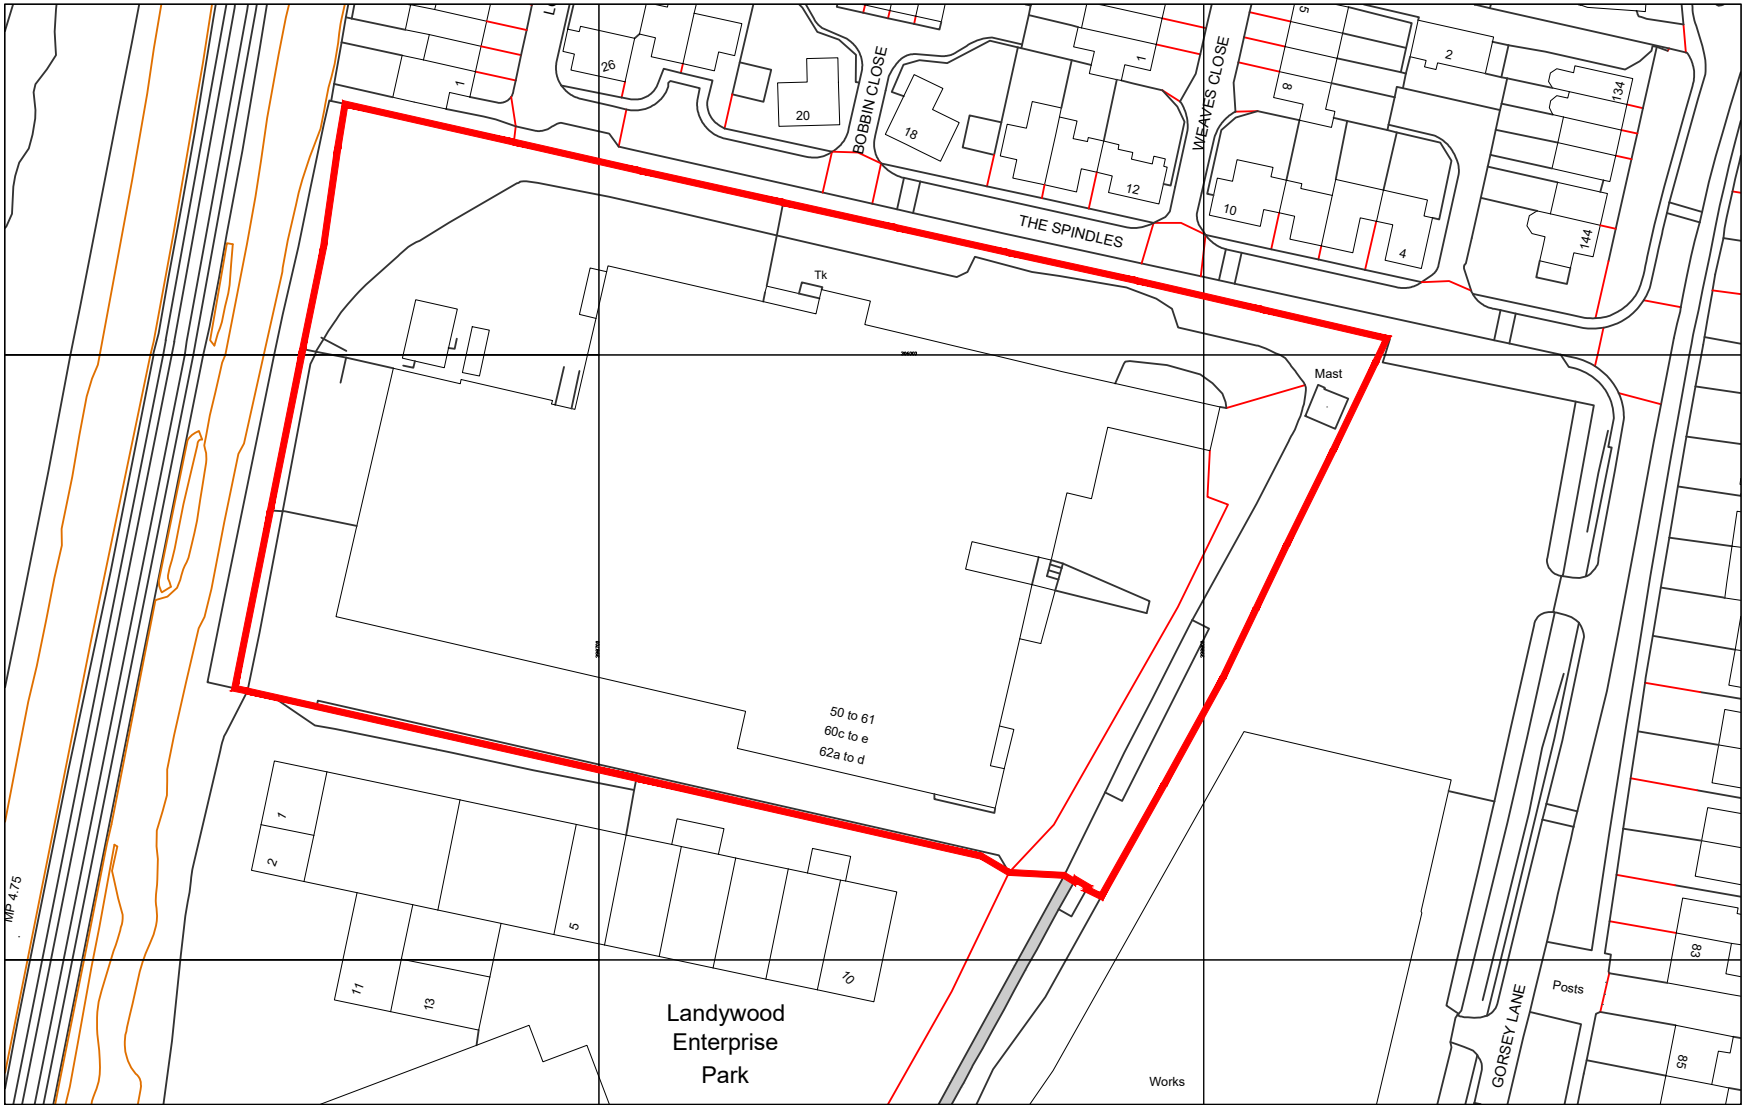 1
26
20
BOBBIN CLOSE
18
1
12
WEAVES CLOSE
5
8
2
134
10
4
144
THE SPINDLES
Tk
Mast
50 to 61
60c to e
62a to d
1
2
5
10
11
13
MP 4.75
Landywood
Enterprise
Park
Works
GORSEY LANE
Posts
83
85